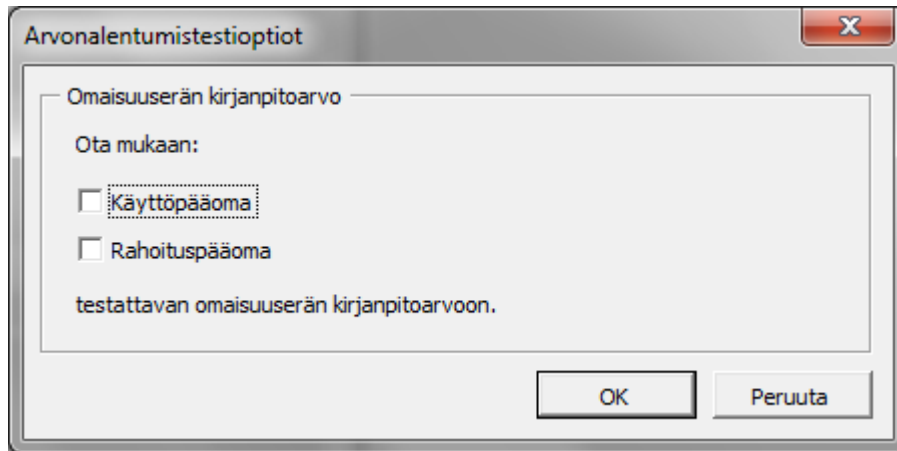 Arvonalentumistestioptiot
Omaisuuserän kirjanpitoarvo
Ota mukaan:
Käyttöpääoma
Rahoituspääoma
testattavan omaisuuserän kirjanpitoarvoon.
OK
Peruuta